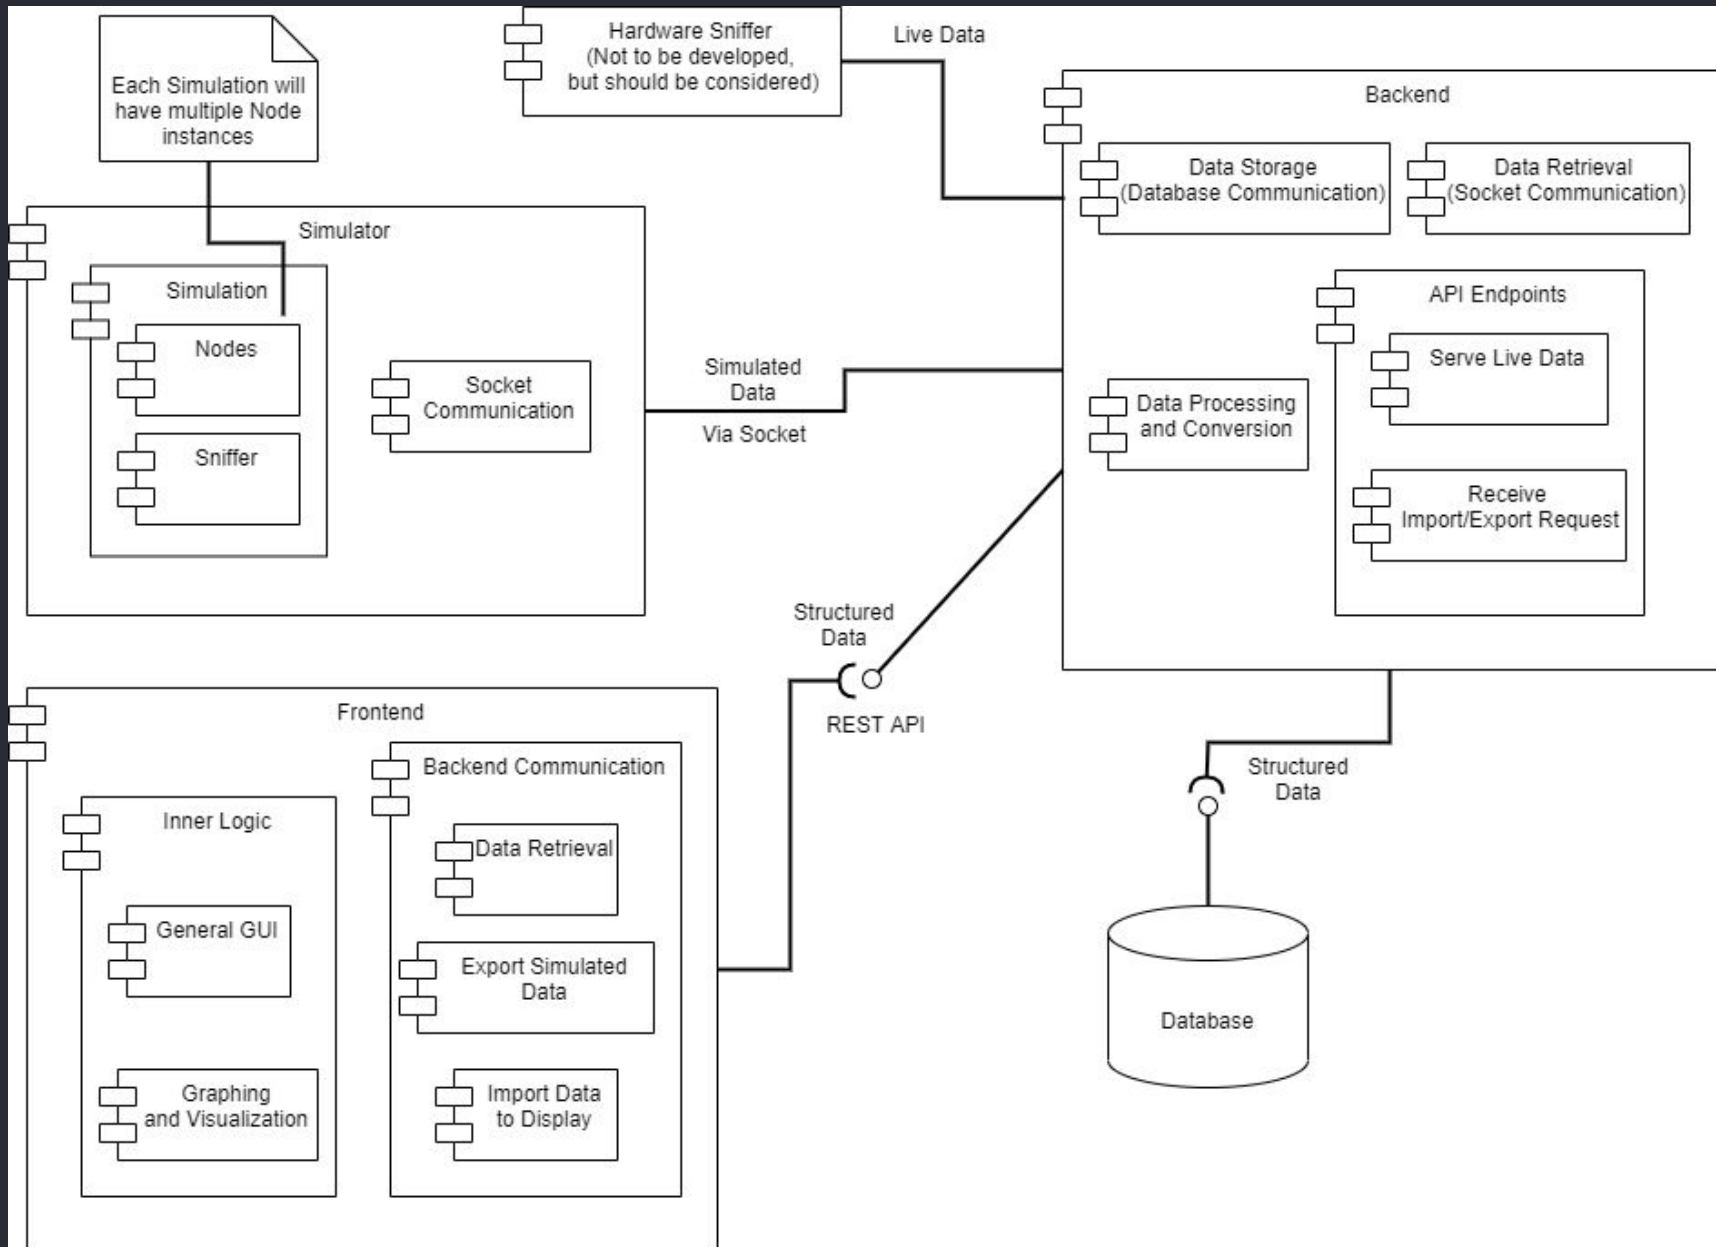 Each Simulation will
have multiple Node
instances
Hardware Sniffer
(Not to be developed,
but should be considered)
Live Data
Backend
Data Storage
(Database Communication)
Data Retrieval
(Socket Communication)
API Endpoints
Serve Live Data
Data Processing
and Conversion
Receive
Import/Export Request
Simulator
Simulation
Nodes
Sniffer
Socket
Communication
Simulated
Data
Via Socket
Structured
Data
REST API
Frontend
Inner Logic
General GUI
Graphing
and Visualization
Backend Communication
Data Retrieval
Export Simulated
Data
Import Data
to Display
Structured
Data
Database